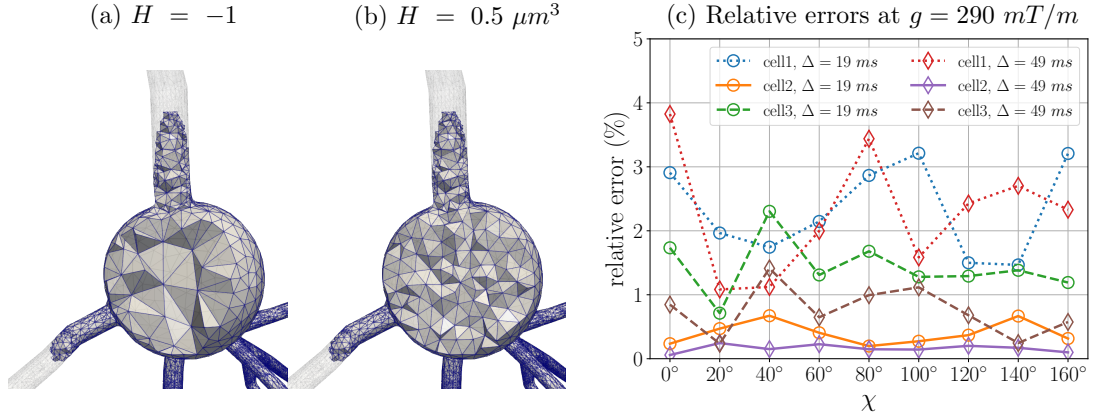 (a) H = −1
(b) H = 0.5 μm³
(c) Relative errors at g = 290 mT/m
cell1, Δ = 19 ms
cell2, Δ = 19 ms
cell3, Δ = 19 ms
cell1, Δ = 49 ms
cell2, Δ = 49 ms
cell3, Δ = 49 ms
relative error (%)
5
4
3
2
1
0
0° 20° 40° 60° 80° 100° 120° 140° 160°
χ